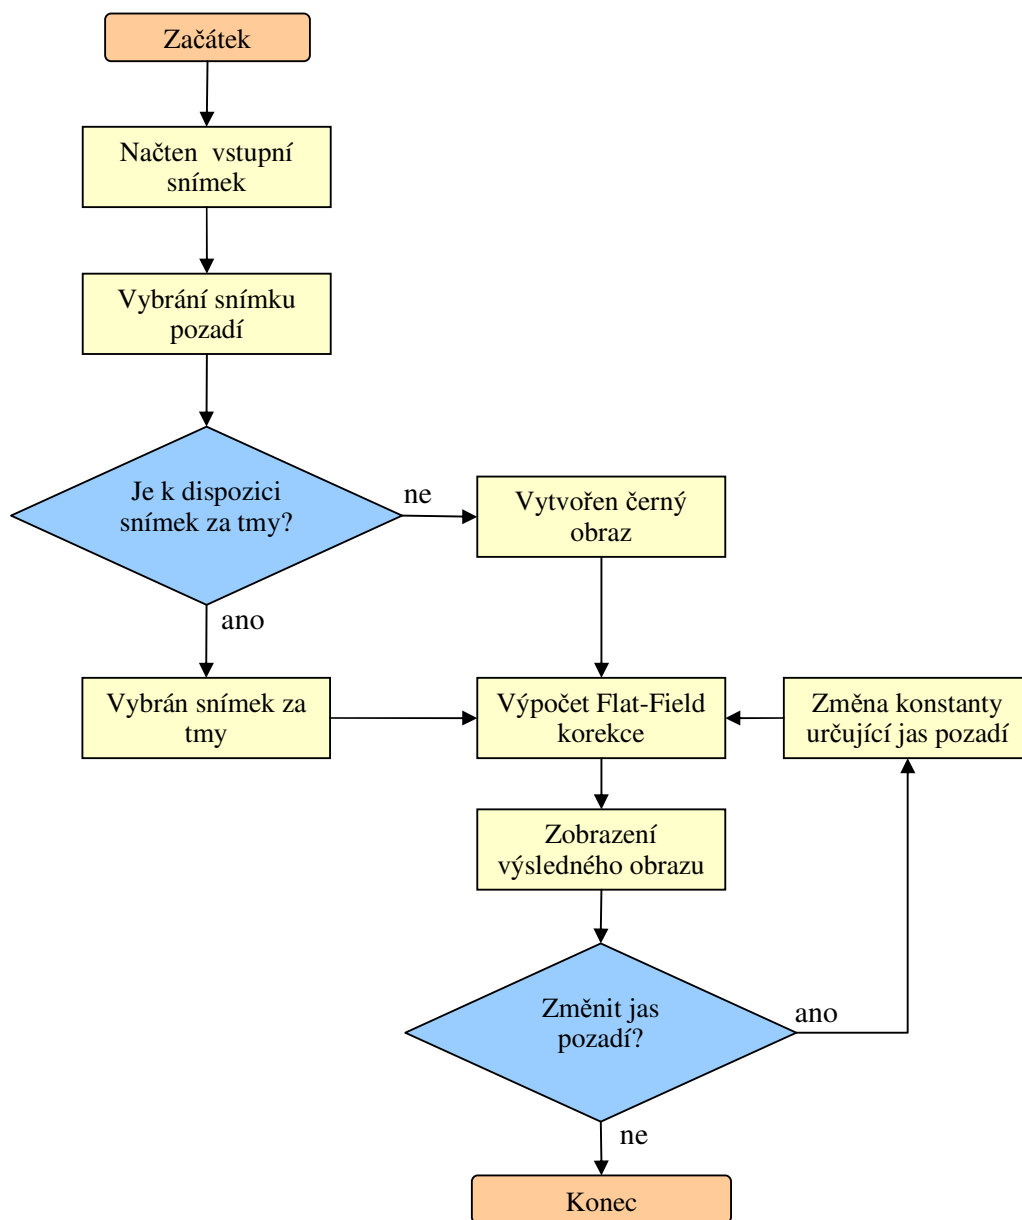 Začátek
Načten vstupní
snímek
Vybrání snímku
pozadí
Je k dispozici
snímek za tmy?
ne
Vytvořen černý
obraz
ano
Vybrán snímek za
tmy
Výpočet Flat-Field
korekce
Změna konstanty
určující jas pozadí
Zobrazení
výsledného obrazu
Změnit jas
pozadí?
ano
ne
Konec